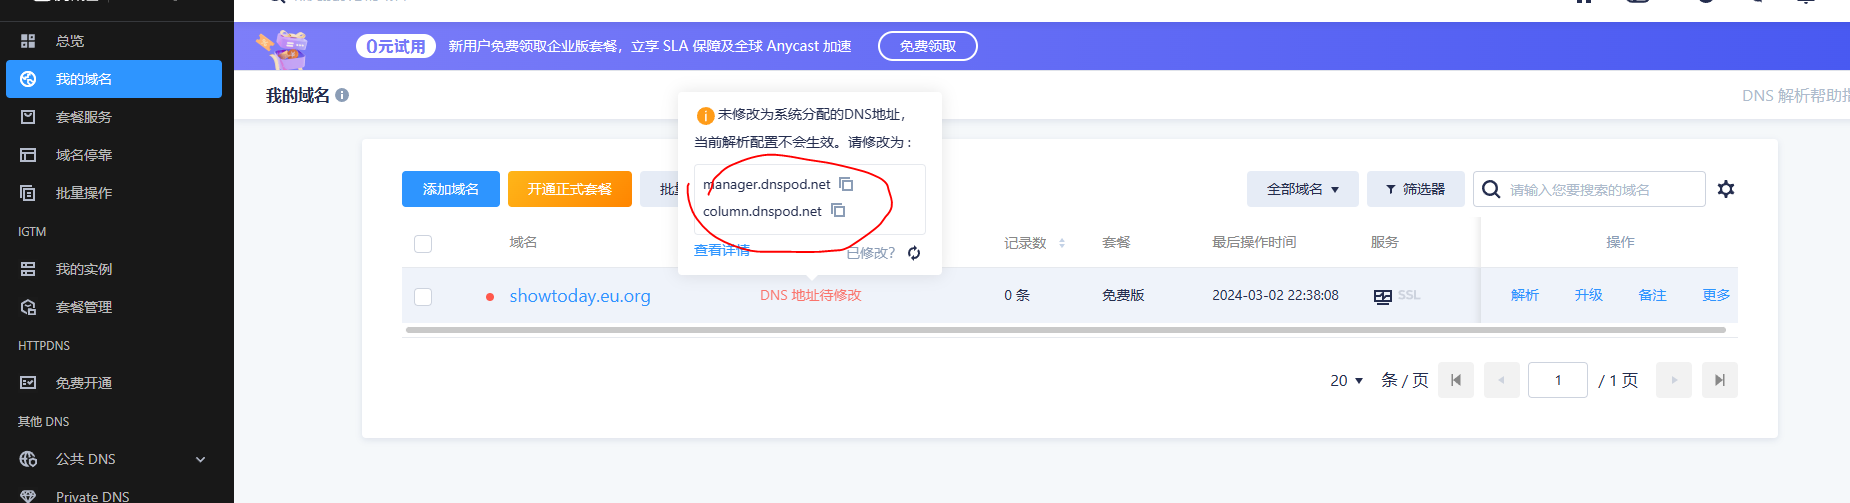 总览
我的域名
套餐服务
域名停靠
批量操作
IGTM
我的实例
套餐管理
HTTPDNS
免费开通
其他 DNS
公共 DNS
Private DNS
0元试用 新用户免费领取企业版套餐，立享 SLA 保障及全球 Anycast 加速 免费领取
我的域名
DNS 解析帮助
未修改为系统分配的DNS地址，
当前解析配置不会生效。请修改为：
manager.dnspod.net
column.dnspod.net
查看详情 已修改?
添加域名 开通正式套餐 批 全部域名 筛选器 请输入您要搜索的域名
域名 记录数 套餐 最后操作时间 服务 操作
showtoday.eu.org DNS 地址待修改 0 条 免费版 2024-03-02 22:38:08 SSL 解析 升级 备注 更多
20 条 / 页 1 / 1 页